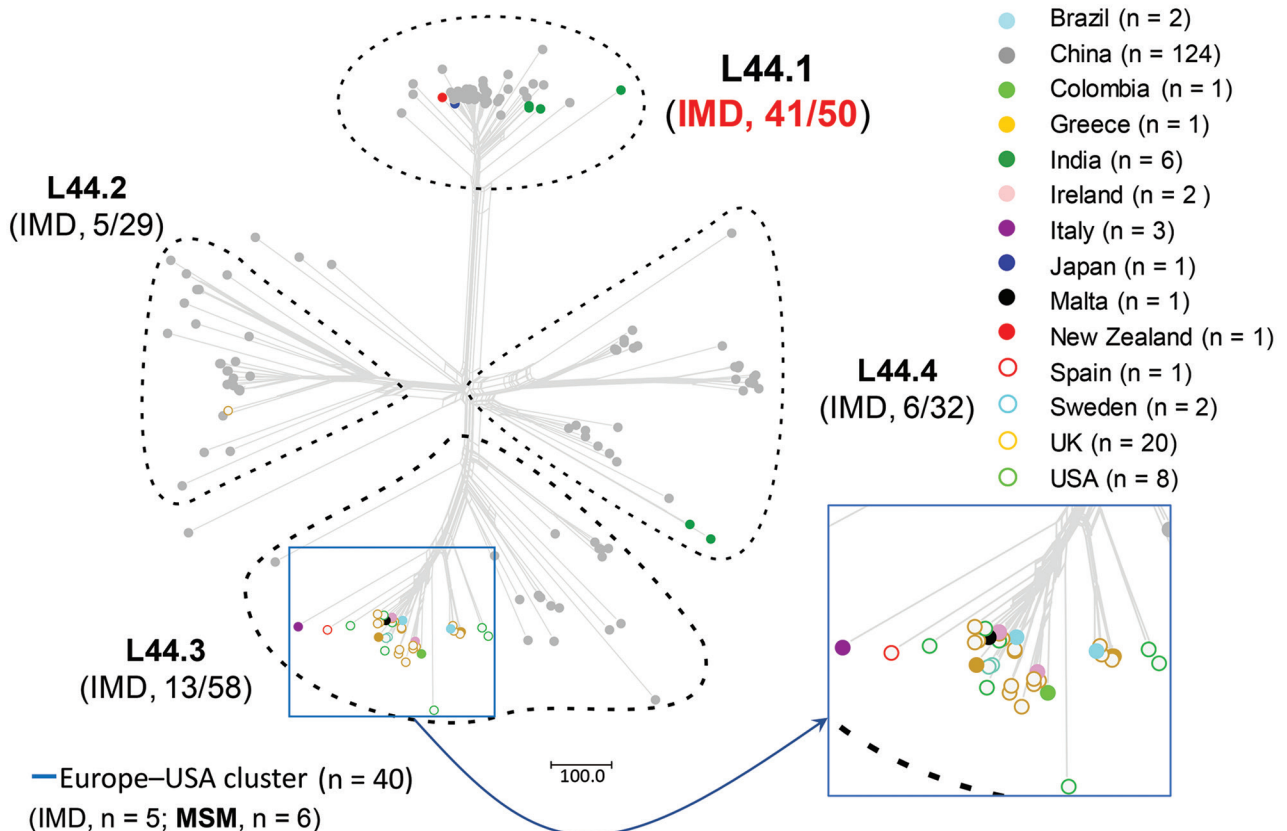 L44.1
(IMD, 41/50)
L44.2
(IMD, 5/29)
L44.4
(IMD, 6/32)
L44.3
(IMD, 13/58)
Brazil (n = 2)
China (n = 124)
Colombia (n = 1)
Greece (n = 1)
India (n = 6)
Ireland (n = 2 )
Italy (n = 3)
Japan (n = 1)
Malta (n = 1)
New Zealand (n = 1)
Spain (n = 1)
Sweden (n = 2)
UK (n = 20)
USA (n = 8)
100.0
Europe–USA cluster (n = 40)
(IMD, n = 5; MSM, n = 6)